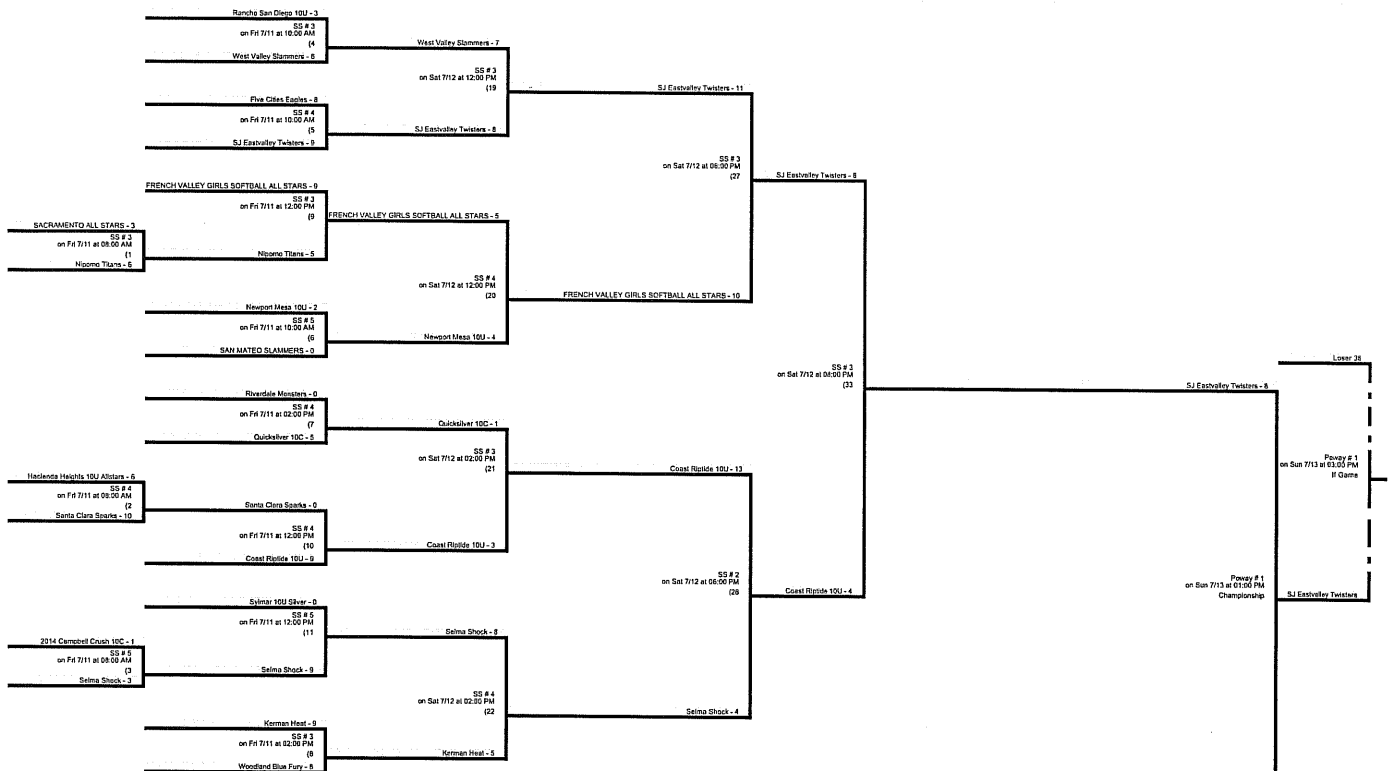 Rancho San Diego 10U - 3
SS # 3
on Fri 7/11 at 10:00 AM
(4
West Valley Slammers - 6
Five Cities Eagles - 8
SS # 4
on Fri 7/11 at 10:00 AM
(5
SJ Eastvalley Twisters - 9
FRENCH VALLEY GIRLS SOFTBALL ALL STARS - 9
SS # 3
on Fri 7/11 at 12:00 PM
(9
Nipomo Titans - 5
SACRAMENTO ALL STARS - 3
SS # 3
on Fri 7/11 at 08:00 AM
(1
Nipomo Titans - 6
Newport Mesa 10U - 2
SS # 5
on Fri 7/11 at 10:00 AM
(6
SAN MATEO SLAMMERS - 0
Riverdale Monsters - 0
SS # 4
on Fri 7/11 at 02:00 PM
(7
Quicksilver 10C - 5
Hacienda Heights 10U Allstars - 6
SS # 4
on Fri 7/11 at 08:00 AM
(2
Santa Clara Sparks - 10
Santa Clara Sparks - 0
SS # 4
on Fri 7/11 at 12:00 PM
(10
Coast Riptide 10U - 9
Sylmar 10U Silver - 0
SS # 5
on Fri 7/11 at 12:00 PM
(11
Selma Shock - 9
2014 Campbell Crush 10C - 1
SS # 5
on Fri 7/11 at 08:00 AM
(3
Selma Shock - 3
Kerman Heat - 9
SS # 3
on Fri 7/11 at 02:00 PM
(8
Woodland Blue Fury - 8
West Valley Slammers - 7
SS # 3
on Sat 7/12 at 12:00 PM
(19
SJ Eastvalley Twisters - 8
FRENCH VALLEY GIRLS SOFTBALL ALL STARS - 5
SS # 4
on Sat 7/12 at 12:00 PM
(20
Newport Mesa 10U - 4
Quicksilver 10C - 1
SS # 3
on Sat 7/12 at 02:00 PM
(21
Coast Riptide 10U - 3
Selma Shock - 8
SS # 4
on Sat 7/12 at 02:00 PM
(22
Kerman Heat - 5
SJ Eastvalley Twisters - 11
SS # 3
on Sat 7/12 at 06:00 PM
(27
FRENCH VALLEY GIRLS SOFTBALL ALL STARS - 10
Coast Riptide 10U - 13
SS # 2
on Sat 7/12 at 06:00 PM
(26
Selma Shock - 4
SJ Eastvalley Twisters - 6
SS # 3
on Sat 7/12 at 08:00 PM
(33
Coast Riptide 10U - 4
SJ Eastvalley Twisters - 8
Poway # 1
on Sun 7/13 at 01:00 PM
Championship
Loser 36
Poway # 1
on Sun 7/13 at 03:00 PM
If Game
SJ Eastvalley Twisters